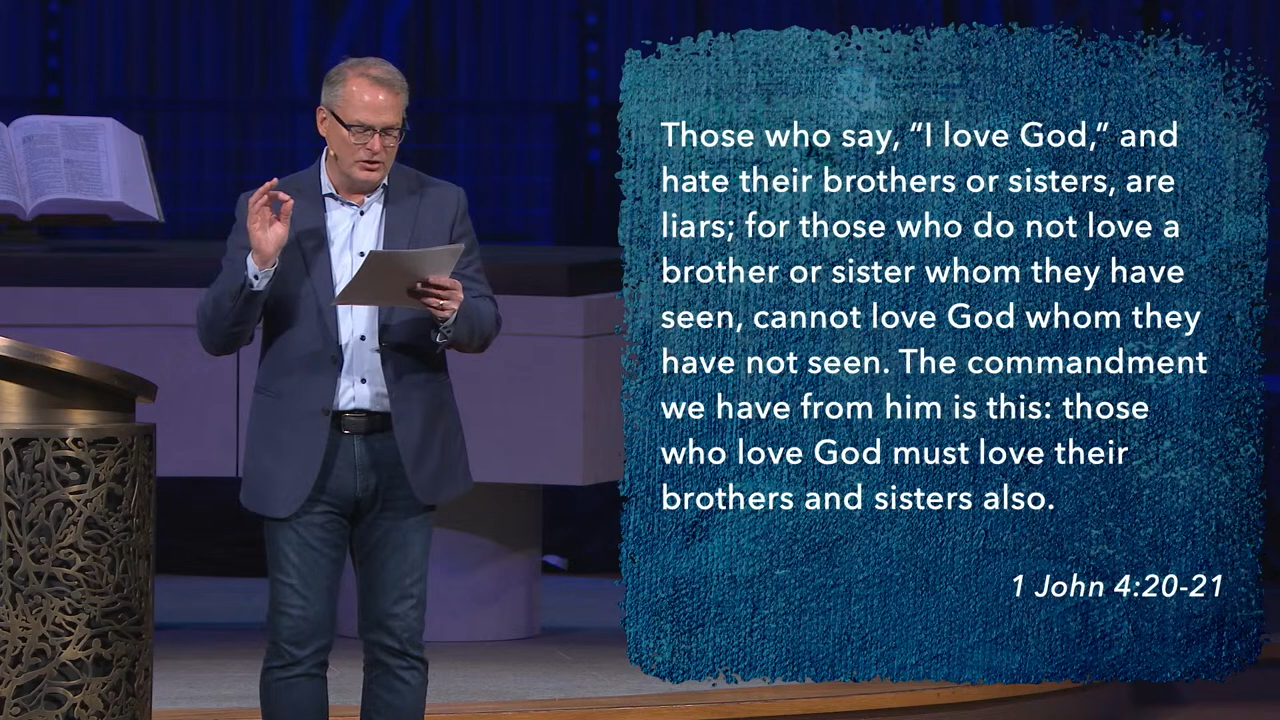 Those who say, “I love God,” and
hate their brothers or sisters, are
liars; for those who do not love a
brother or sister whom they have
seen, cannot love God whom they
have not seen. The commandment
we have from him is this: those
who love God must love their
brothers and sisters also.
1 John 4:20-21